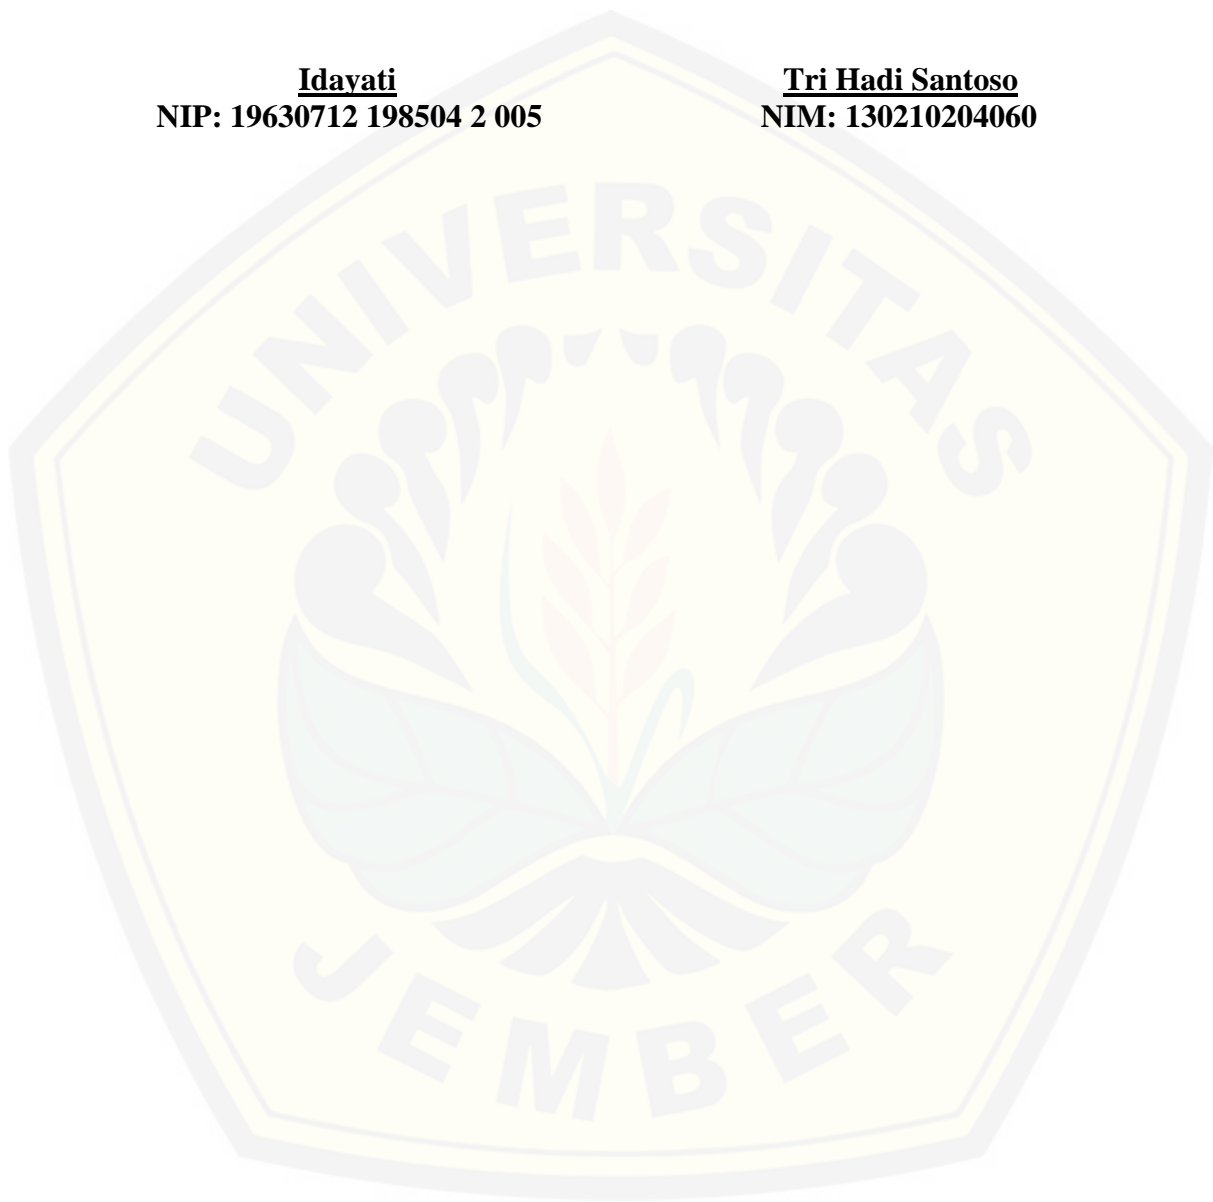 Idayati
NIP: 19630712 198504 2 005
Tri Hadi Santoso
NIM: 130210204060
UNIVERSITAS
JEMBER